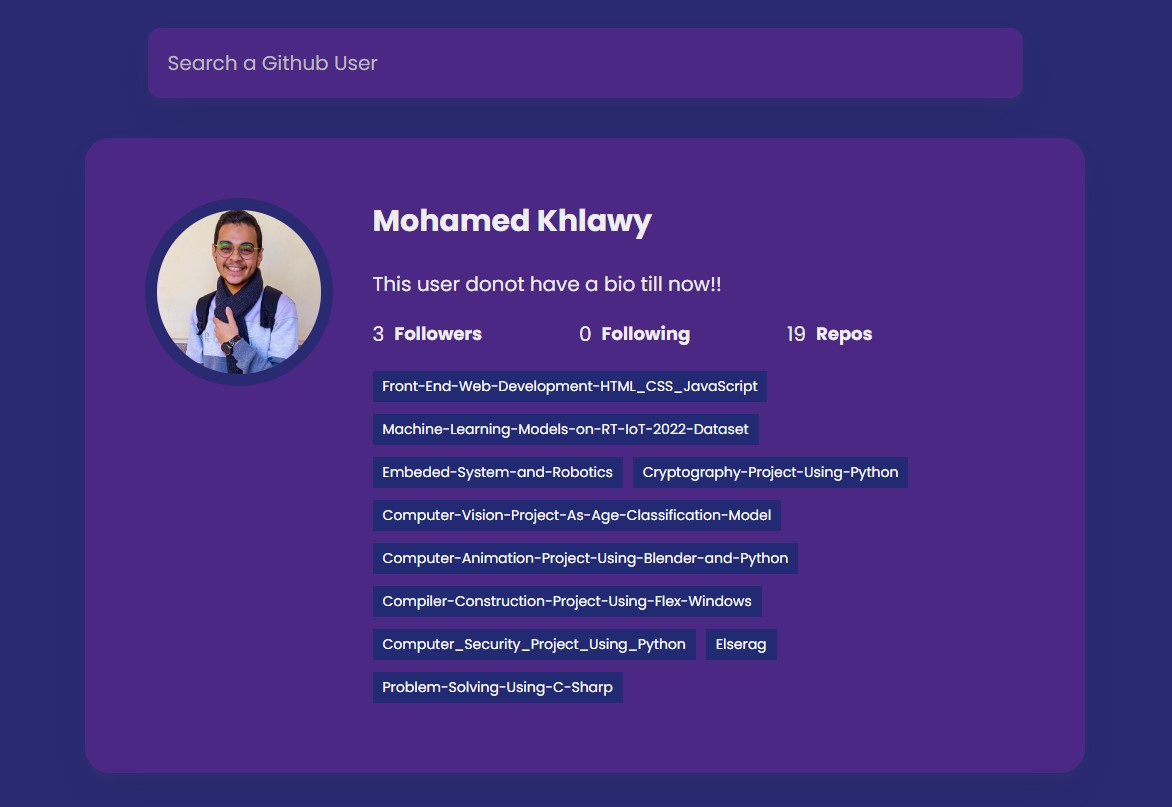 Search a Github User
Mohamed Khlawy
This user donot have a bio till now!!
3 Followers 0 Following 19 Repos
Front-End-Web-Development-HTML_CSS_JavaScript
Machine-Learning-Models-on-RT-IoT-2022-Dataset
Embeded-System-and-Robotics Cryptography-Project-Using-Python
Computer-Vision-Project-As-Age-Classification-Model
Computer-Animation-Project-Using-Blender-and-Python
Compiler-Construction-Project-Using-Flex-Windows
Computer_Security_Project_Using_Python Elserag
Problem-Solving-Using-C-Sharp